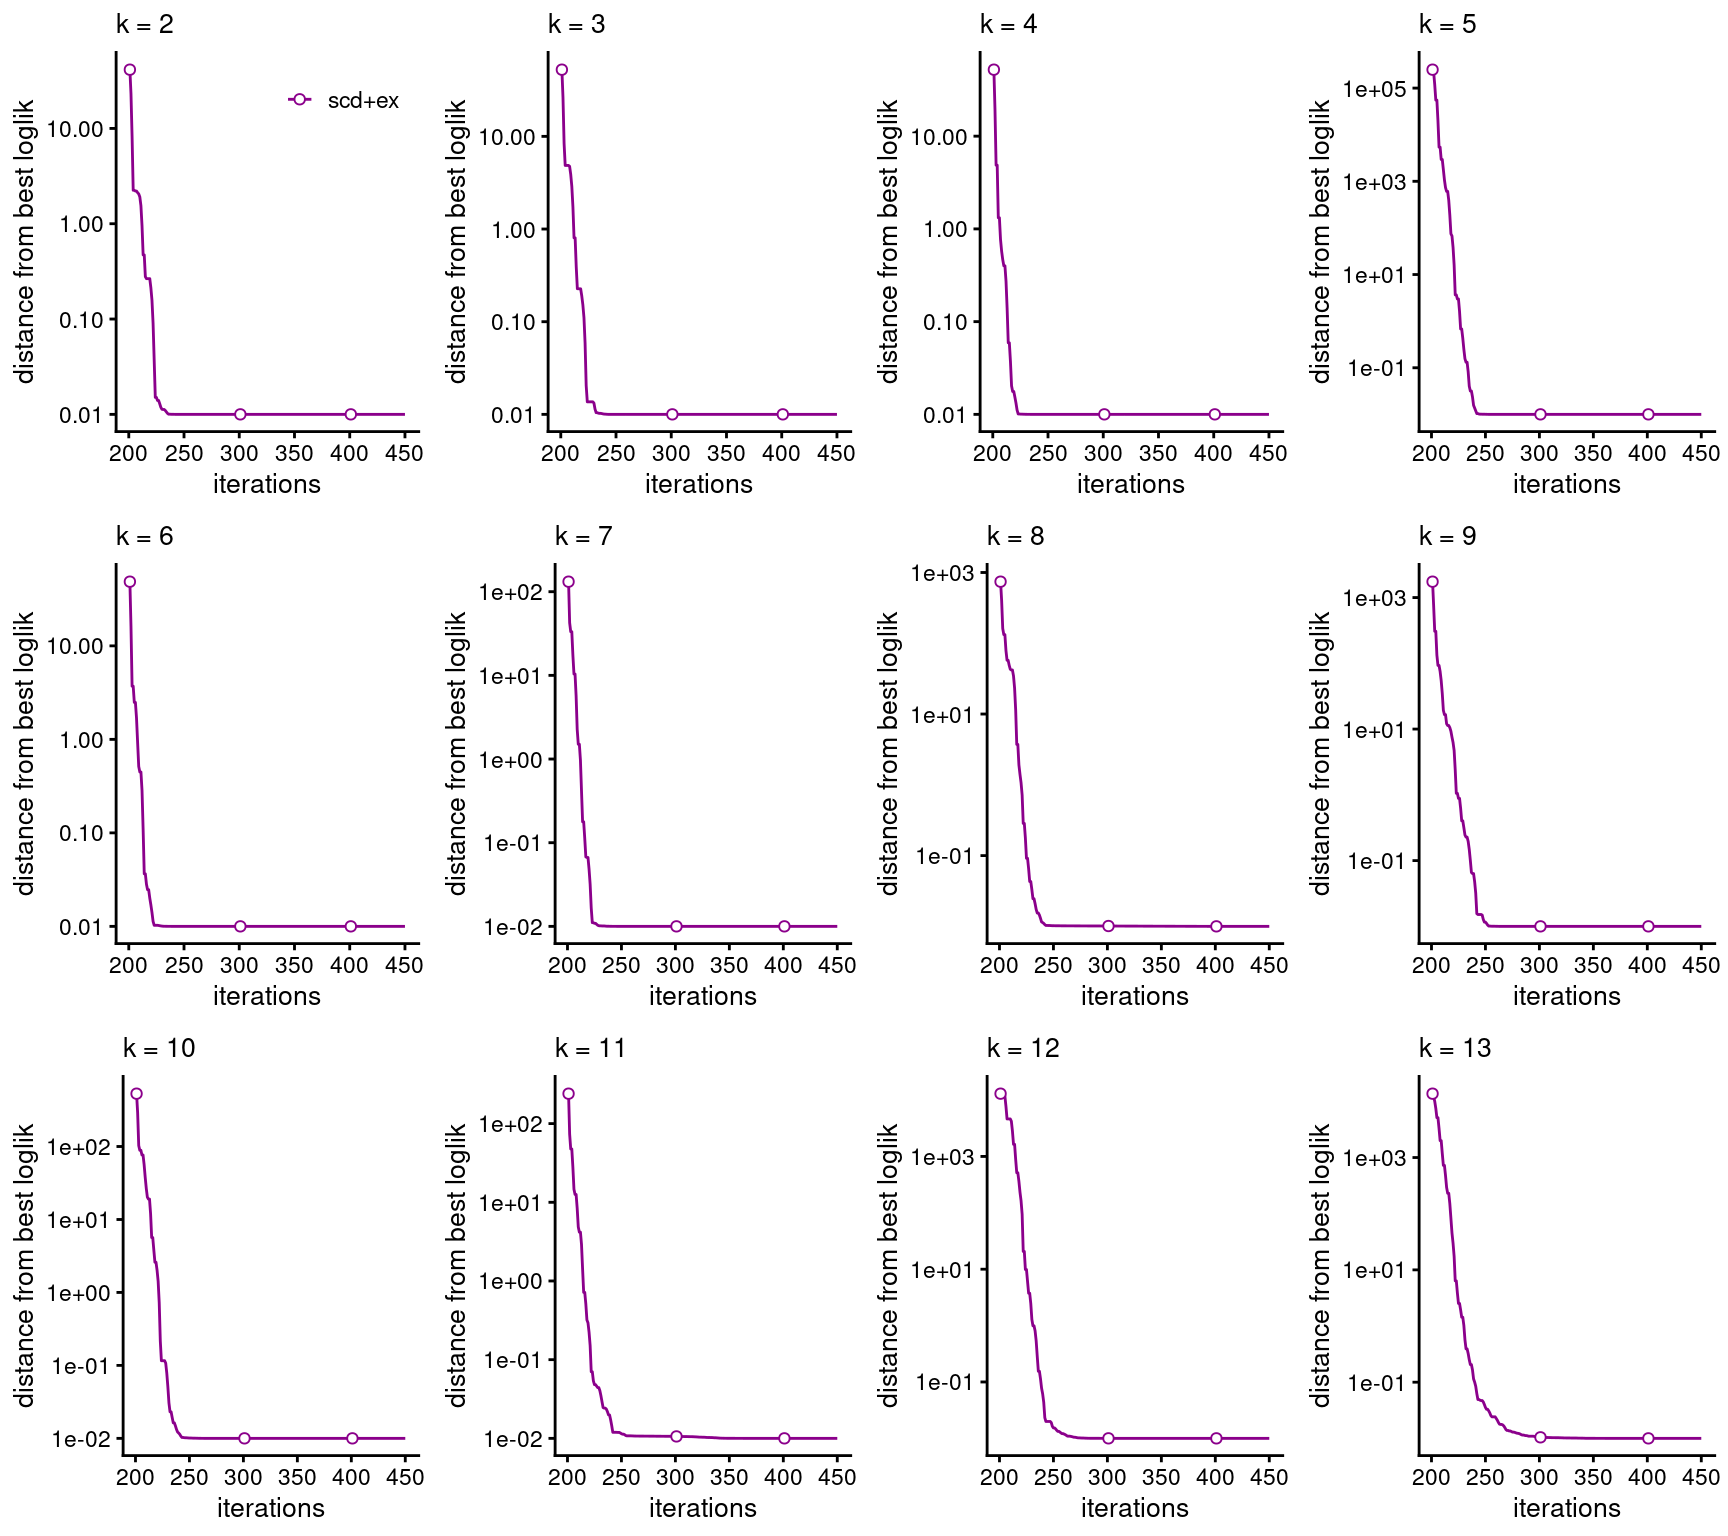 k = 2
distance from best loglik
10.00
1.00
0.10
0.01
scd+ex
200 250 300 350 400 450
iterations
k = 3
distance from best loglik
10.00
1.00
0.10
0.01
200 250 300 350 400 450
iterations
k = 4
distance from best loglik
10.00
1.00
0.10
0.01
200 250 300 350 400 450
iterations
k = 5
distance from best loglik
1e+05
1e+03
1e+01
1e-01
200 250 300 350 400 450
iterations
k = 6
distance from best loglik
10.00
1.00
0.10
0.01
200 250 300 350 400 450
iterations
k = 7
distance from best loglik
1e+02
1e+01
1e+00
1e-01
1e-02
200 250 300 350 400 450
iterations
k = 8
distance from best loglik
1e+03
1e+01
1e-01
200 250 300 350 400 450
iterations
k = 9
distance from best loglik
1e+03
1e+01
1e-01
200 250 300 350 400 450
iterations
k = 10
distance from best loglik
1e+02
1e+01
1e+00
1e-01
1e-02
200 250 300 350 400 450
iterations
k = 11
distance from best loglik
1e+02
1e+01
1e+00
1e-01
1e-02
200 250 300 350 400 450
iterations
k = 12
distance from best loglik
1e+03
1e+01
1e-01
200 250 300 350 400 450
iterations
k = 13
distance from best loglik
1e+03
1e+01
1e-01
200 250 300 350 400 450
iterations